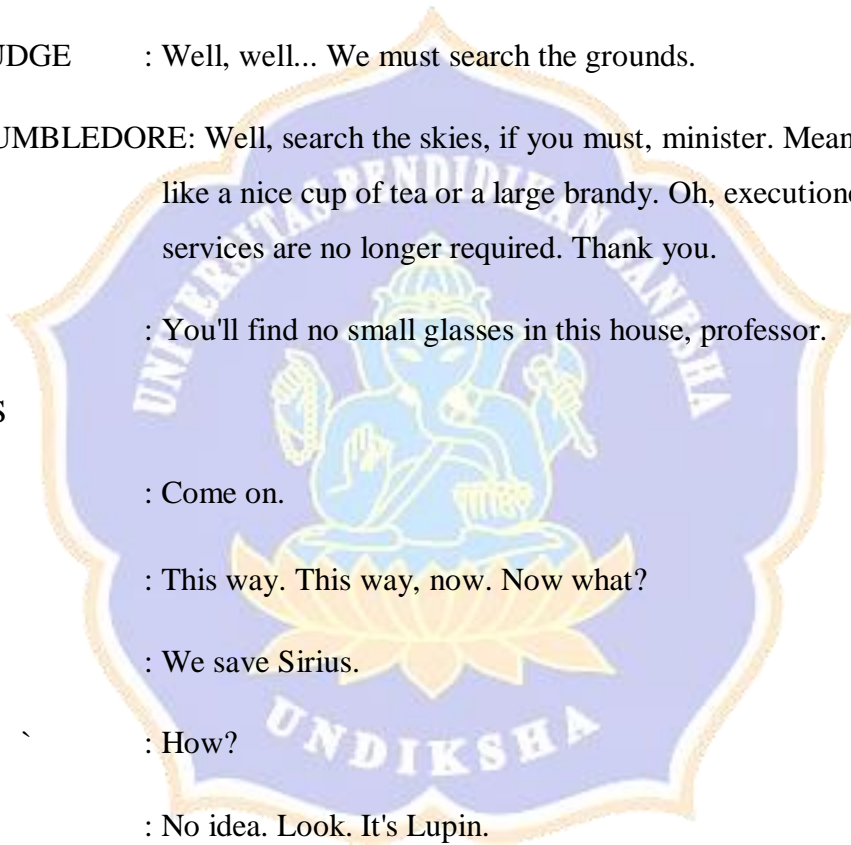 UDGE : Well, well... We must search the grounds.
UMBLEDORE: Well, search the skies, if you must, minister. Mean
like a nice cup of tea or a large brandy. Oh, execution
services are no longer required. Thank you.
: You'll find no small glasses in this house, professor.
S
: Come on.
: This way. This way, now. Now what?
: We save Sirius.
` : How?
: No idea. Look. It's Lupin.
UNIVERSITAS PENDIDIKAN GANESHA
UNDIKSHA